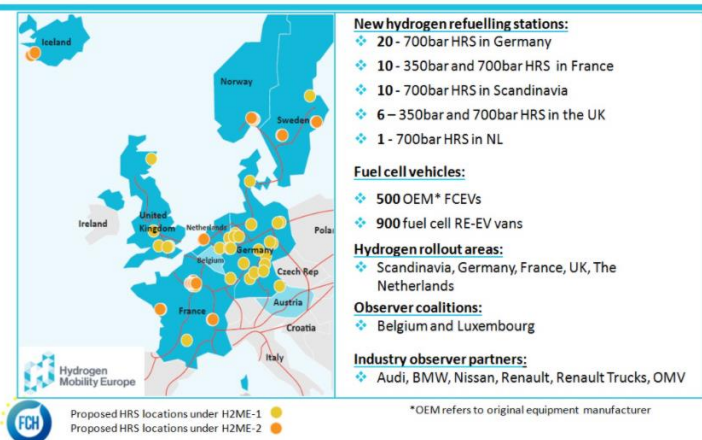 Iceland
Norway
Sweden
United
Kingdom
Ireland
Netherlands
Belgium
Germany
Czech Rep
Austria
France
Croatia
Italy
Hydrogen
Mobility Europe
New hydrogen refuelling stations:
20 - 700bar HRS in Germany
10 - 350bar and 700bar HRS in France
10 - 700bar HRS in Scandinavia
6 – 350bar and 700bar HRS in the UK
1 - 700bar HRS in NL
Fuel cell vehicles:
500 OEM* FCEVs
900 fuel cell RE-EV vans
Hydrogen rollout areas:
Scandinavia, Germany, France, UK, The
Netherlands
Observer coalitions:
Belgium and Luxembourg
Industry observer partners:
Audi, BMW, Nissan, Renault, Renault Trucks, OMV
FCH
Proposed HRS locations under H2ME-1
Proposed HRS locations under H2ME-2
*OEM refers to original equipment manufacturer